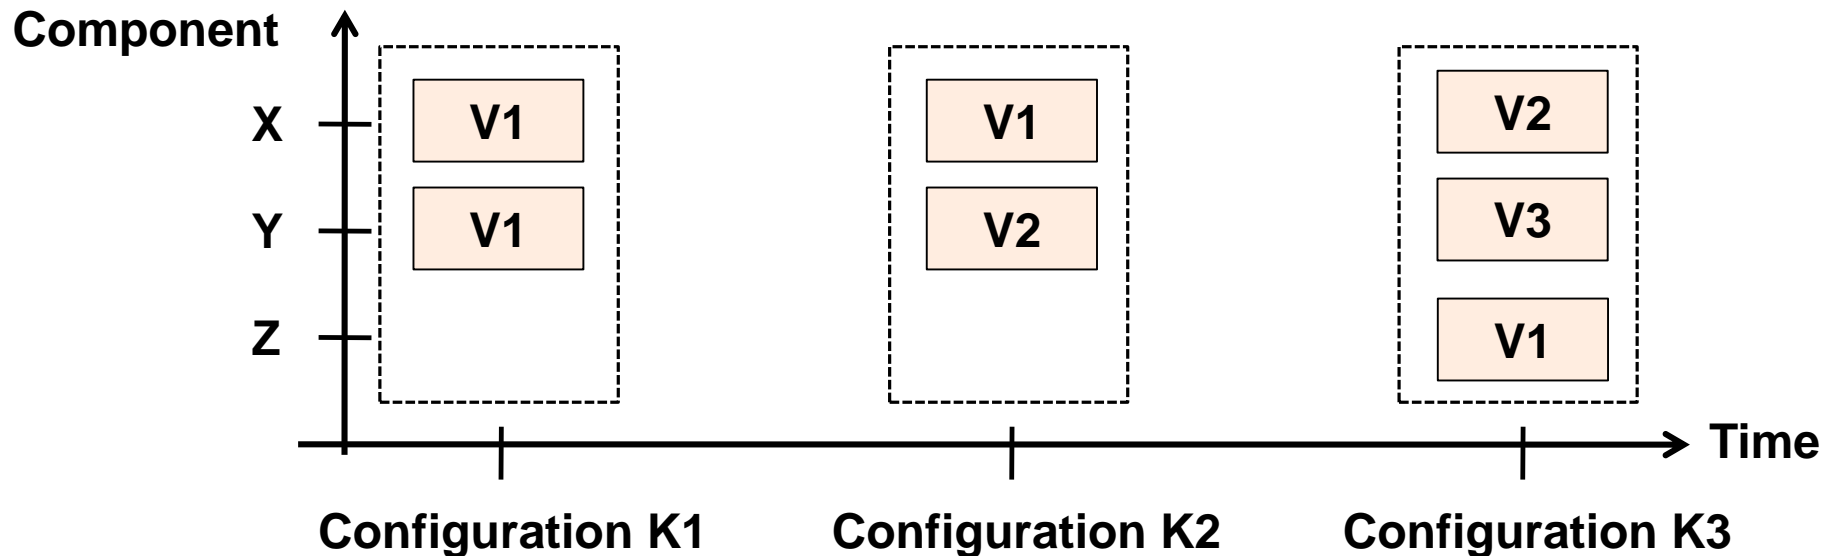 Component
X V1 V1 V2
Y V1 V2 V3
Z V1
Time
Configuration K1 Configuration K2 Configuration K3